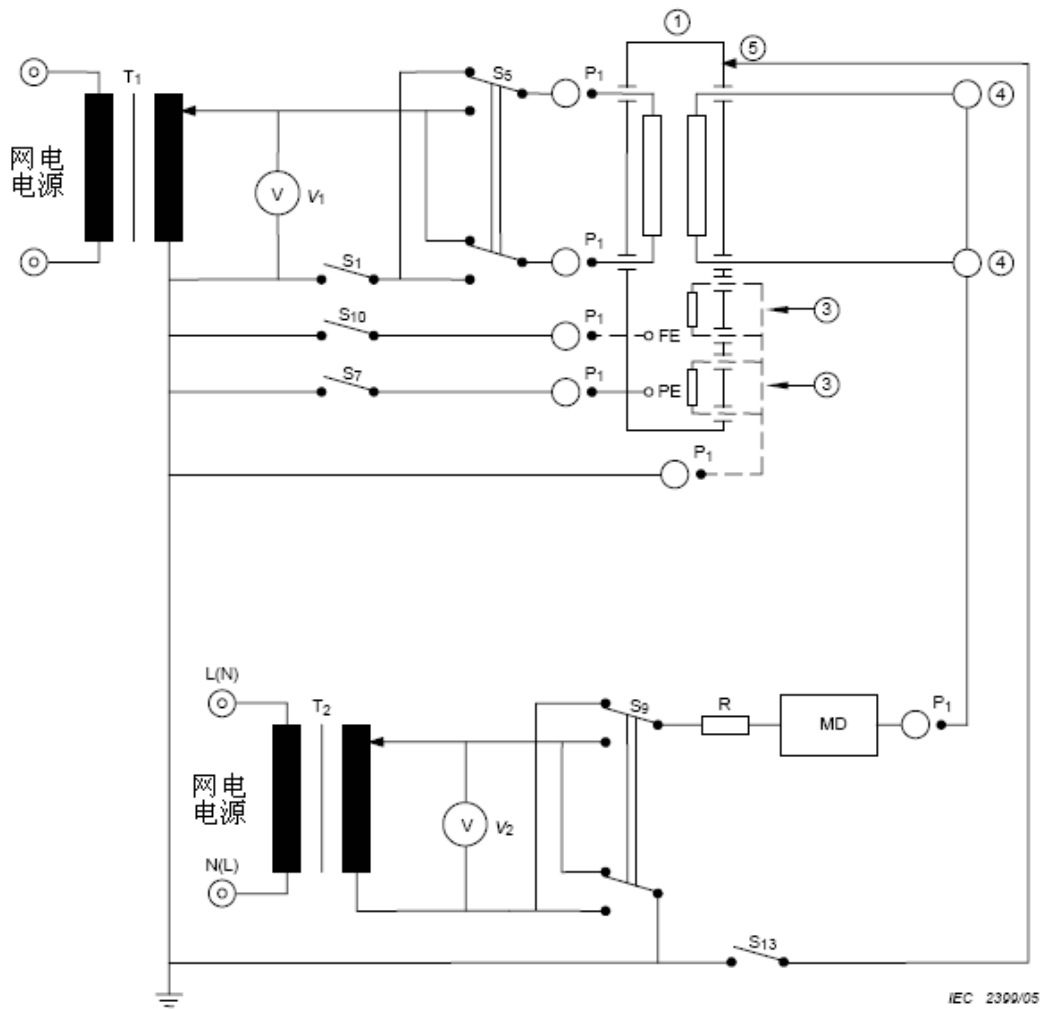 ①
⑤
T1
S5
P1
④
网电
电源
V
V1
P1
④
S1
S10
P1
FE
③
S7
P1
PE
③
P1
L(N)
T2
S9
R
MD
P1
网电
电源
V
V2
N(L)
S13
IEC 2399/05